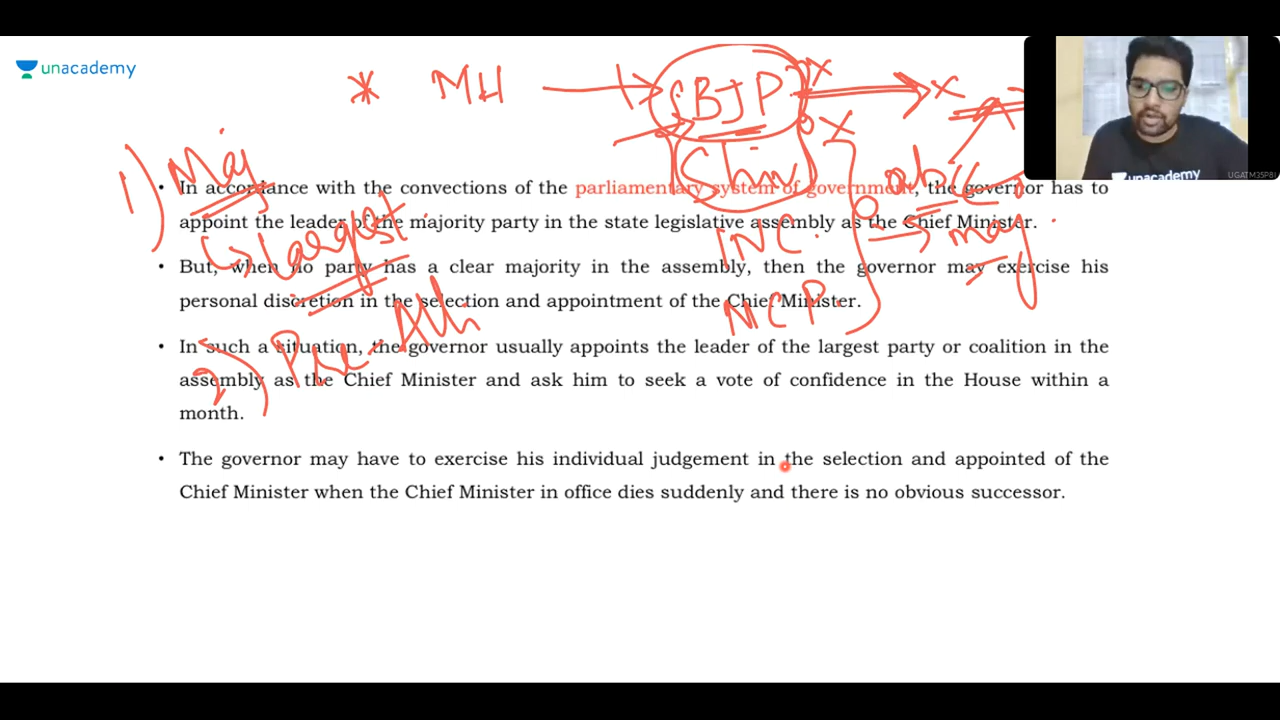 unacademy
* MH
BJP
x
x
x
1) Maj
Shiv
• In accordance with the convections of the parliamentary system of government, the governor has to
appoint the leader of the majority party in the state legislative assembly as the Chief Minister.
Largest
INC
maj
• But, when no party has a clear majority in the assembly, then the governor may exercise his
personal discretion in the selection and appointment of the Chief Minister.
NCP
2) Pre-Alli
• In such a situation, the governor usually appoints the leader of the largest party or coalition in the
assembly as the Chief Minister and ask him to seek a vote of confidence in the House within a
month.
• The governor may have to exercise his individual judgement in the selection and appointed of the
Chief Minister when the Chief Minister in office dies suddenly and there is no obvious successor.
unacademy
UGATM3SP8I